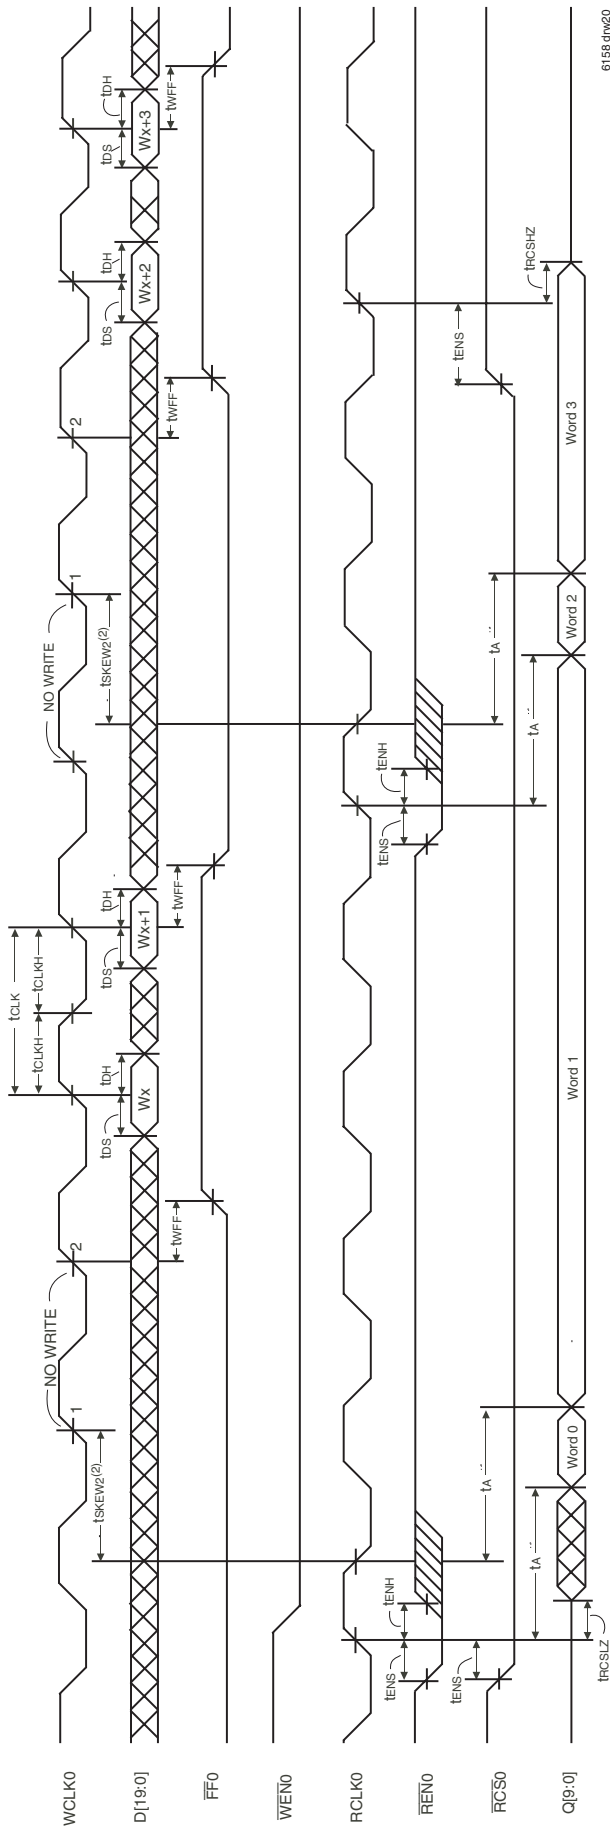 tCLK
NO WRITE
tCLKH
tCLKH
NO WRITE
WCLK0
1
2
1
2
tSKEW2(2)
tDS
tDH
tDS
tDH
tSKEW2(2)
tDS
tDH
tDS
tDH
D[19:0]
Wx
Wx+1
Wx+2
Wx+3
tWFF
tWFF
tWFF
tWFF
FF0
WEN0
RCLK0
tENS
tENH
tENS
tENH
REN0
tENS
tENS
RCS0
tA
tA
tA
tA
tRCSHZ
Q[9:0]
Word 0
Word 1
Word 2
Word 3
tRCSLZ
6158 drw20